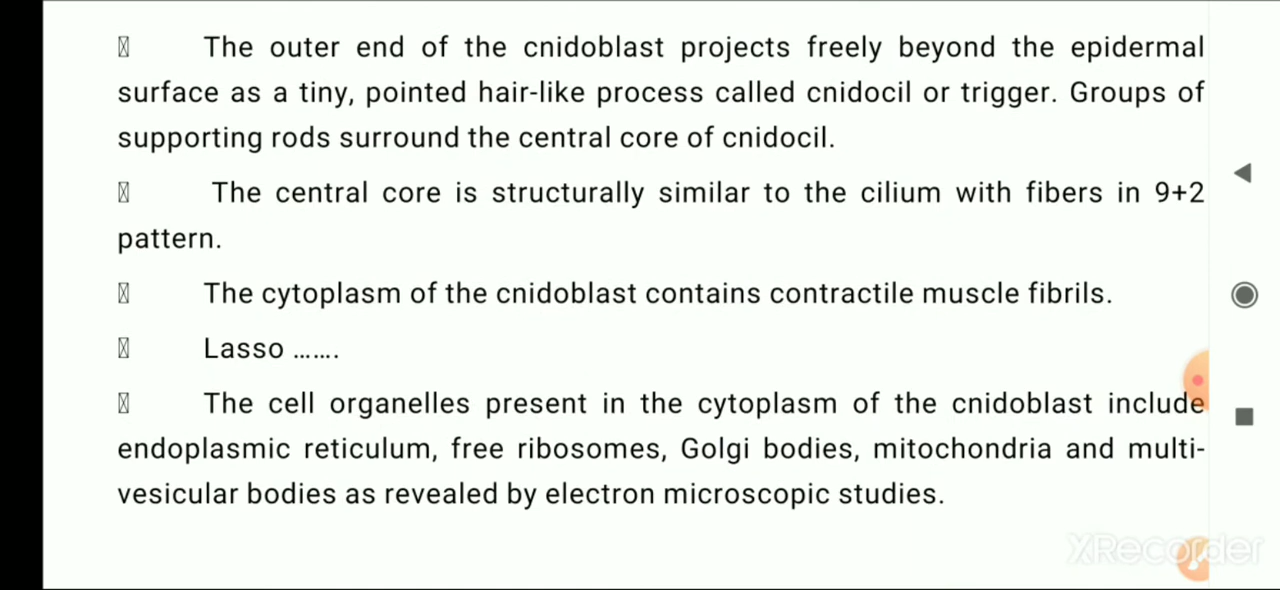 The outer end of the cnidoblast projects freely beyond the epidermal
surface as a tiny, pointed hair-like process called cnidocil or trigger. Groups of
supporting rods surround the central core of cnidocil.
The central core is structurally similar to the cilium with fibers in 9+2
pattern.
The cytoplasm of the cnidoblast contains contractile muscle fibrils.
Lasso .......
The cell organelles present in the cytoplasm of the cnidoblast include
endoplasmic reticulum, free ribosomes, Golgi bodies, mitochondria and multi-
vesicular bodies as revealed by electron microscopic studies.
XRecorder